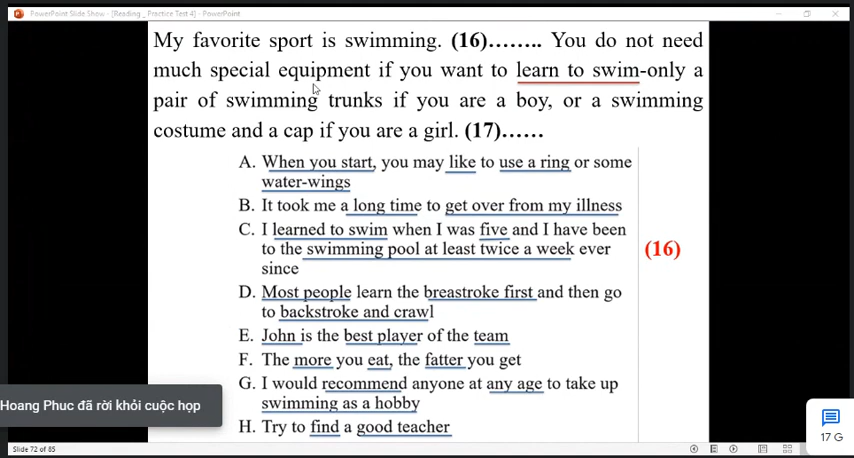 PowerPoint Slide Show - [Reading _ Practice Test 4] - PowerPoint
My favorite sport is swimming. (16)…….. You do not need
much special equipment if you want to learn to swim-only a
pair of swimming trunks if you are a boy, or a swimming
costume and a cap if you are a girl. (17)……
A. When you start, you may like to use a ring or some
water-wings
B. It took me a long time to get over from my illness
C. I learned to swim when I was five and I have been
to the swimming pool at least twice a week ever
since
(16)
D. Most people learn the breastroke first and then go
to backstroke and crawl
E. John is the best player of the team
F. The more you eat, the fatter you get
G. I would recommend anyone at any age to take up
swimming as a hobby
H. Try to find a good teacher
Hoang Phuc đã rời khỏi cuộc họp
17 G
Slide 72 of 85